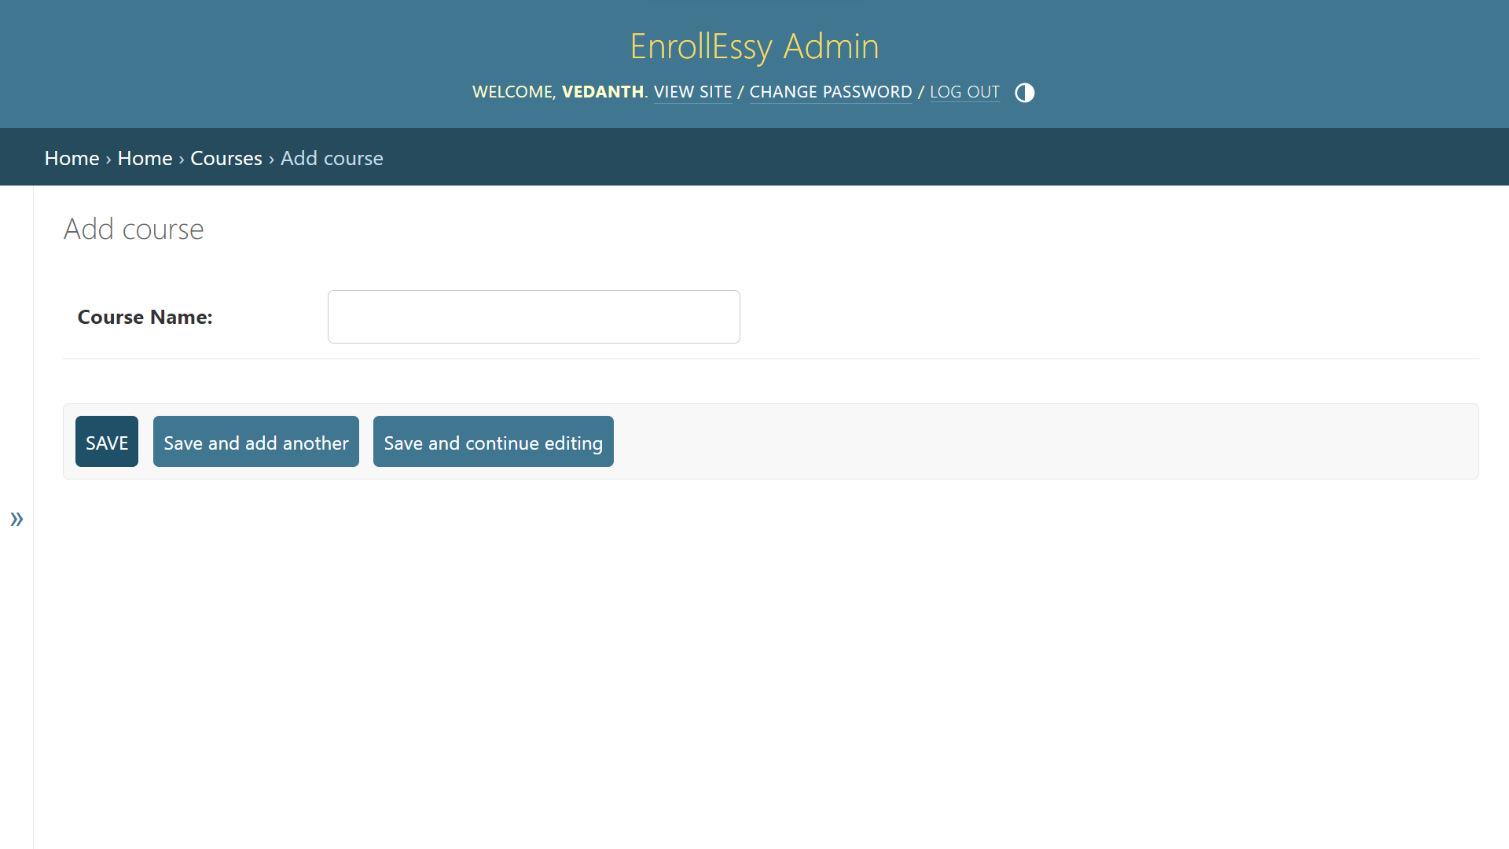 EnrollEssy Admin
WELCOME, VEDANTH. VIEW SITE / CHANGE PASSWORD / LOG OUT
Home › Home › Courses › Add course
Add course
Course Name:
SAVE Save and add another Save and continue editing
»